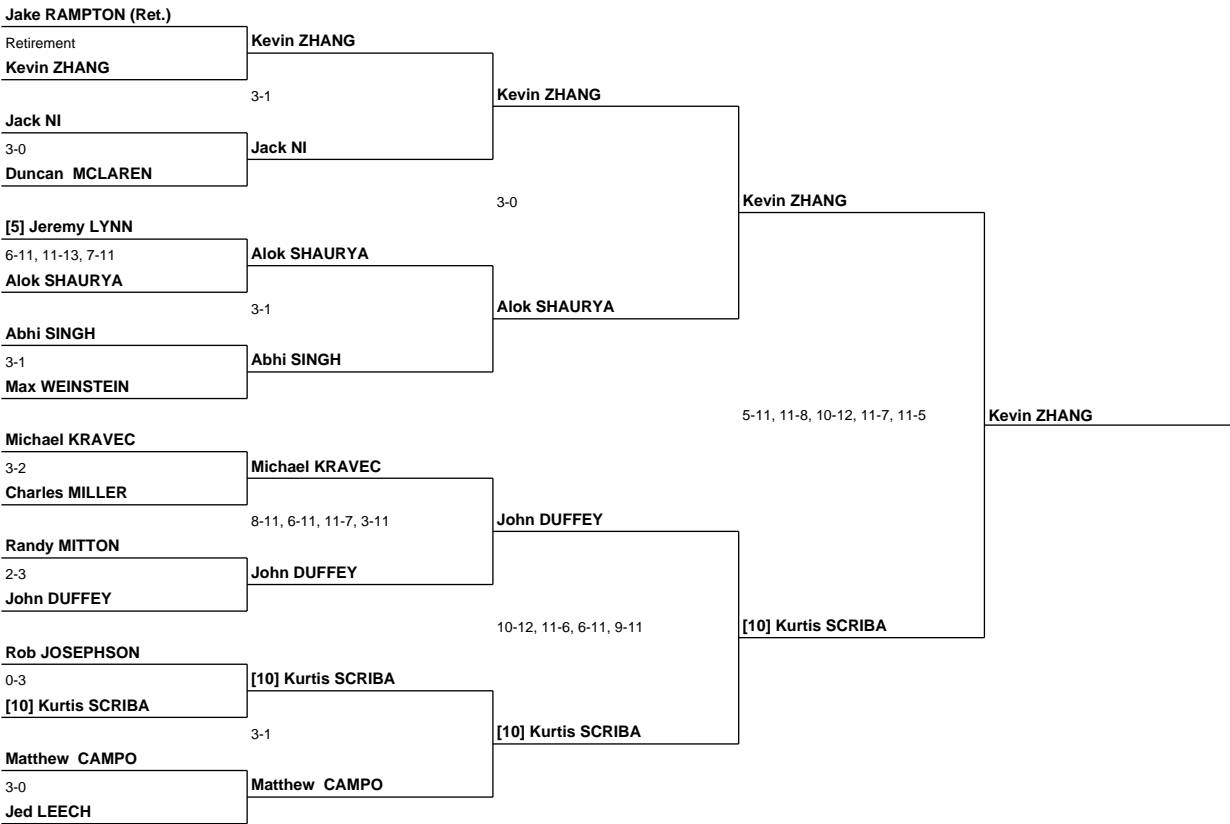 Jake RAMPTON (Ret.)
Retirement
Kevin ZHANG
Jack NI
3-0
Duncan MCLAREN
[5] Jeremy LYNN
6-11, 11-13, 7-11
Alok SHAURYA
Abhi SINGH
3-1
Max WEINSTEIN
Michael KRAVEC
3-2
Charles MILLER
Randy MITTON
2-3
John DUFFEY
Rob JOSEPHSON
0-3
[10] Kurtis SCRIBA
Matthew CAMPO
3-0
Jed LEECH
Kevin ZHANG
3-1
Jack NI
Alok SHAURYA
3-1
Abhi SINGH
Michael KRAVEC
8-11, 6-11, 11-7, 3-11
John DUFFEY
[10] Kurtis SCRIBA
3-1
Matthew CAMPO
Kevin ZHANG
3-0
Alok SHAURYA
John DUFFEY
10-12, 11-6, 6-11, 9-11
[10] Kurtis SCRIBA
Kevin ZHANG
5-11, 11-8, 10-12, 11-7, 11-5
[10] Kurtis SCRIBA
Kevin ZHANG